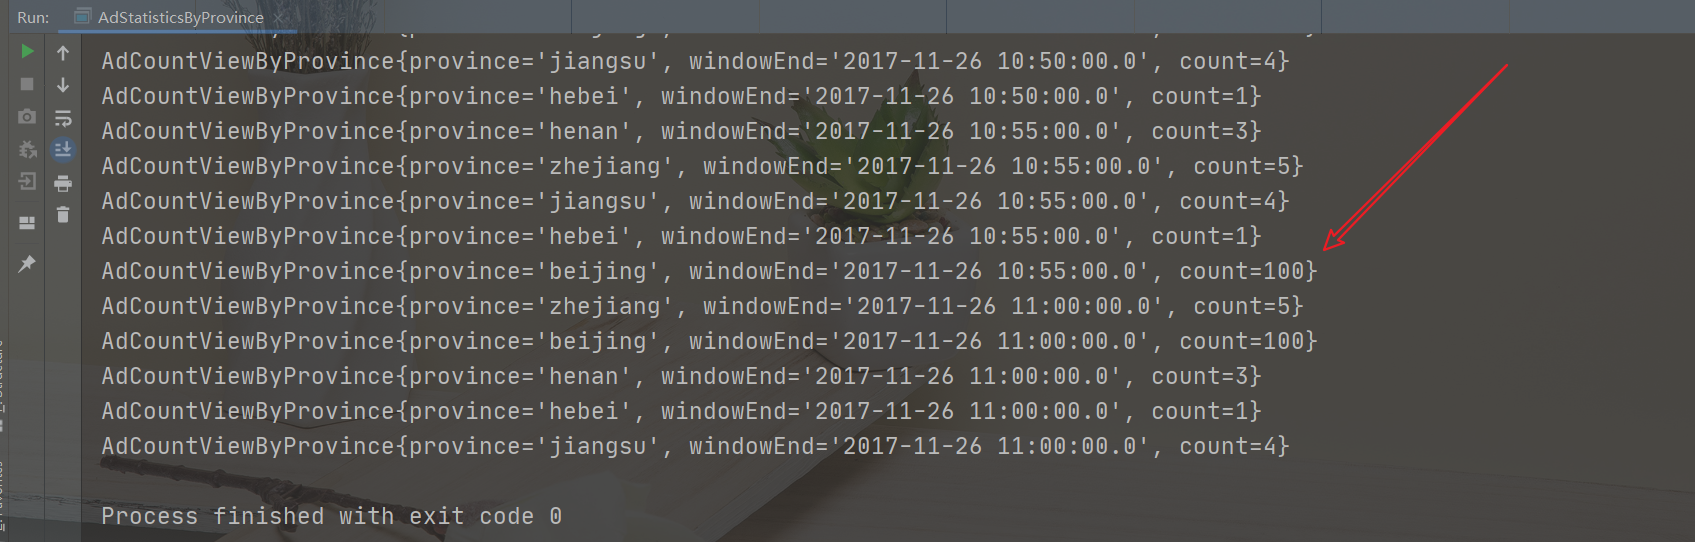 Run: AdStatisticsByProvince
AdCountViewByProvince{province='jiangsu', windowEnd='2017-11-26 10:50:00.0', count=4}
AdCountViewByProvince{province='hebei', windowEnd='2017-11-26 10:50:00.0', count=1}
AdCountViewByProvince{province='henan', windowEnd='2017-11-26 10:55:00.0', count=3}
AdCountViewByProvince{province='zhejiang', windowEnd='2017-11-26 10:55:00.0', count=5}
AdCountViewByProvince{province='jiangsu', windowEnd='2017-11-26 10:55:00.0', count=4}
AdCountViewByProvince{province='hebei', windowEnd='2017-11-26 10:55:00.0', count=1}
AdCountViewByProvince{province='beijing', windowEnd='2017-11-26 10:55:00.0', count=100}
AdCountViewByProvince{province='zhejiang', windowEnd='2017-11-26 11:00:00.0', count=5}
AdCountViewByProvince{province='beijing', windowEnd='2017-11-26 11:00:00.0', count=100}
AdCountViewByProvince{province='henan', windowEnd='2017-11-26 11:00:00.0', count=3}
AdCountViewByProvince{province='hebei', windowEnd='2017-11-26 11:00:00.0', count=1}
AdCountViewByProvince{province='jiangsu', windowEnd='2017-11-26 11:00:00.0', count=4}
Process finished with exit code 0